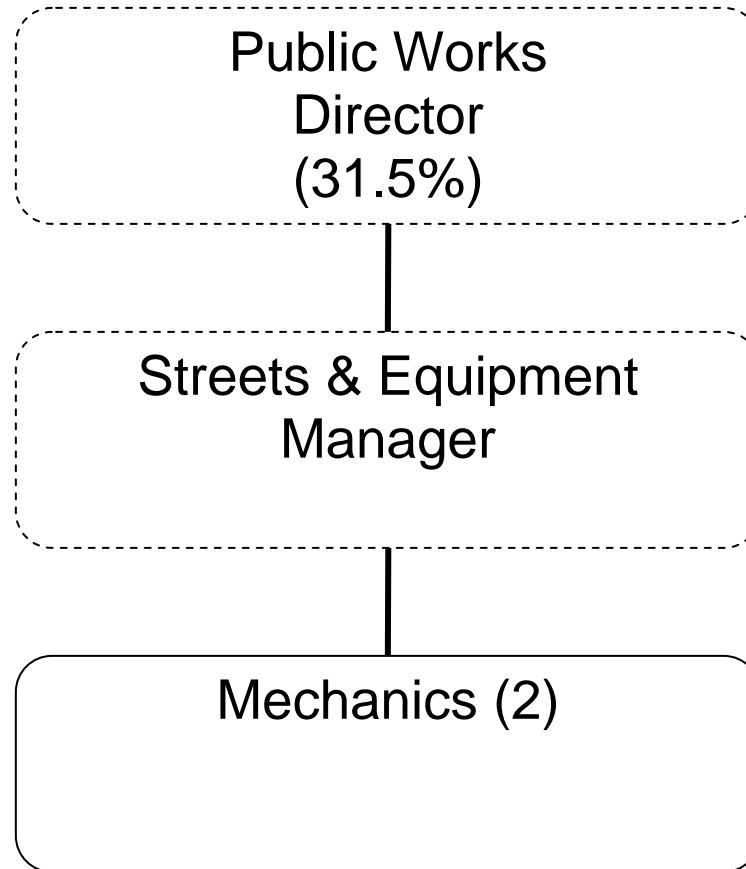 Public Works
Director
(31.5%)
Streets & Equipment
Manager
Mechanics (2)